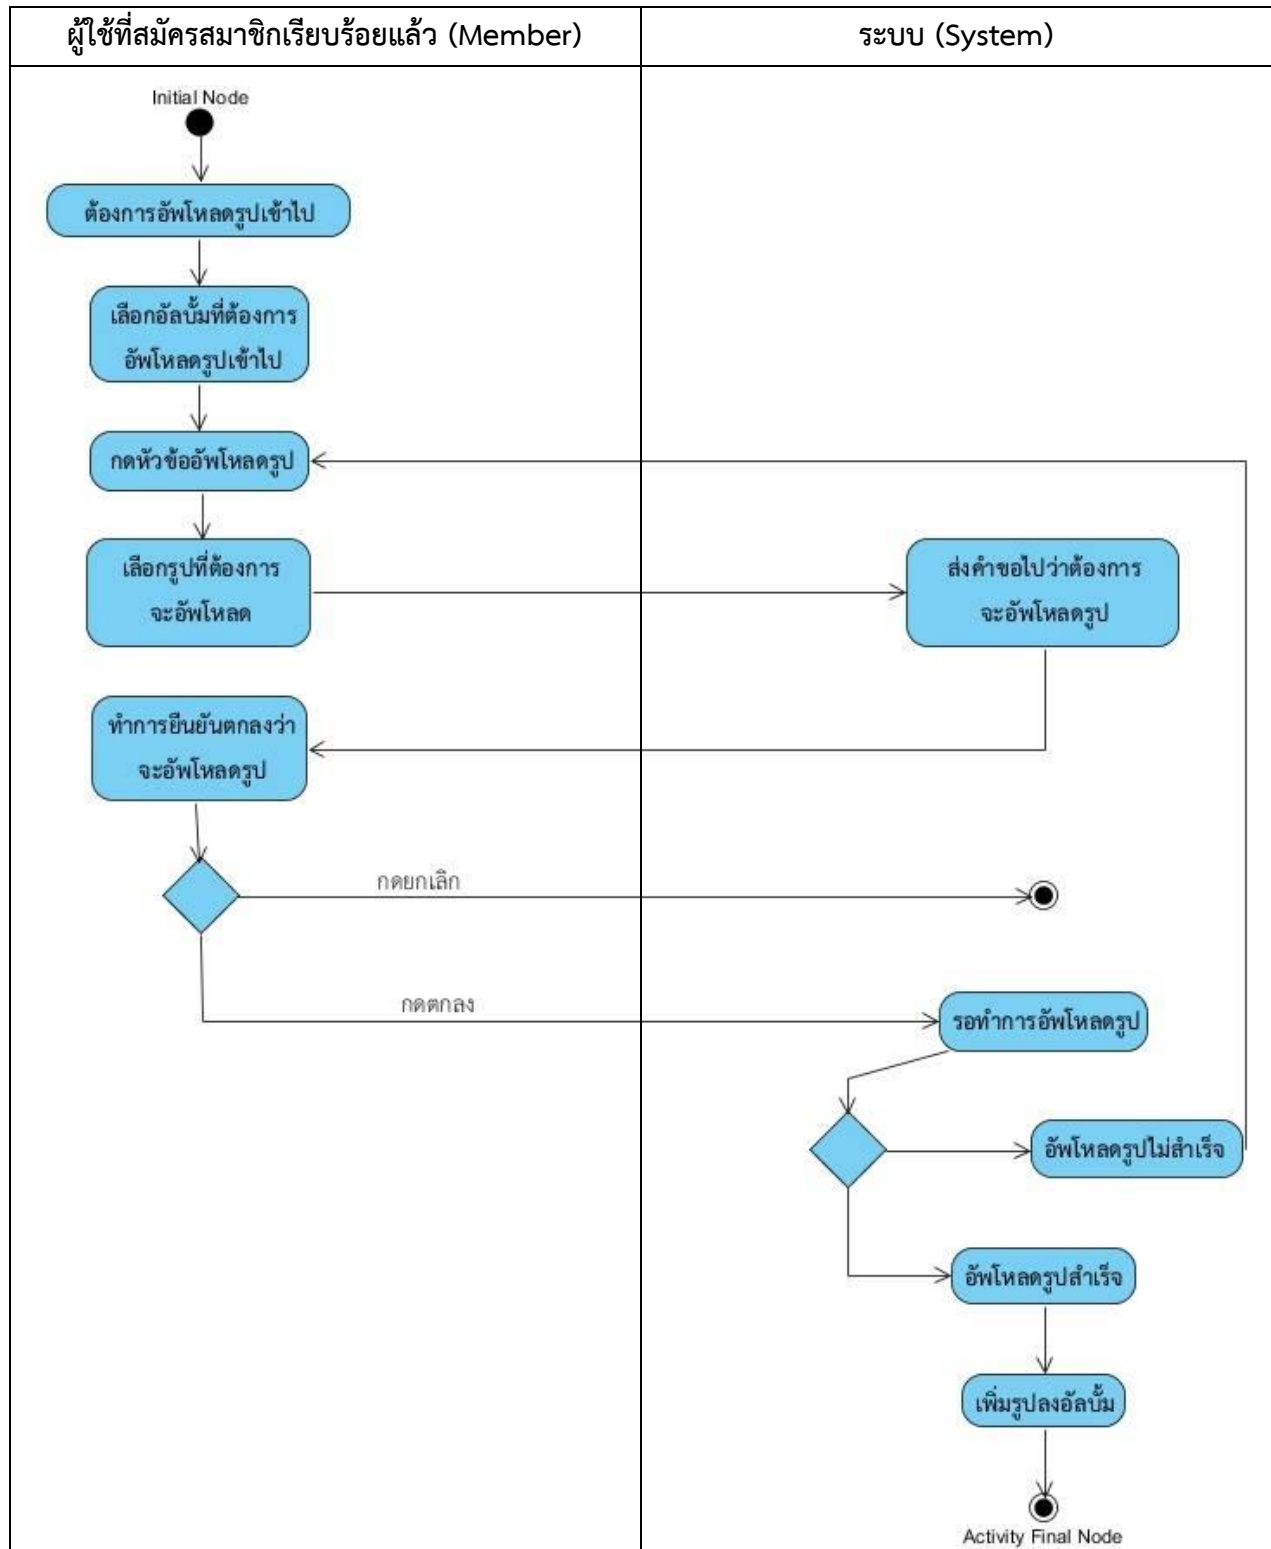 ผู้ใช้ที่สมัครสมาชิกเรียบร้อยแล้ว (Member)
ระบบ (System)
Initial Node
ต้องการอัพโหลดรูปเข้าไป
เลือกอัลบั้มที่ต้องการ
อัพโหลดรูปเข้าไป
กดหัวข้ออัพโหลดรูป
เลือกรูปที่ต้องการ
จะอัพโหลด
ส่งคำขอไปว่าต้องการ
จะอัพโหลดรูป
ทำการยืนยันตกลงว่า
จะอัพโหลดรูป
กดยกเลิก
กดตกลง
รอทำการอัพโหลดรูป
อัพโหลดรูปไม่สำเร็จ
อัพโหลดรูปสำเร็จ
เพิ่มรูปลงอัลบั้ม
Activity Final Node